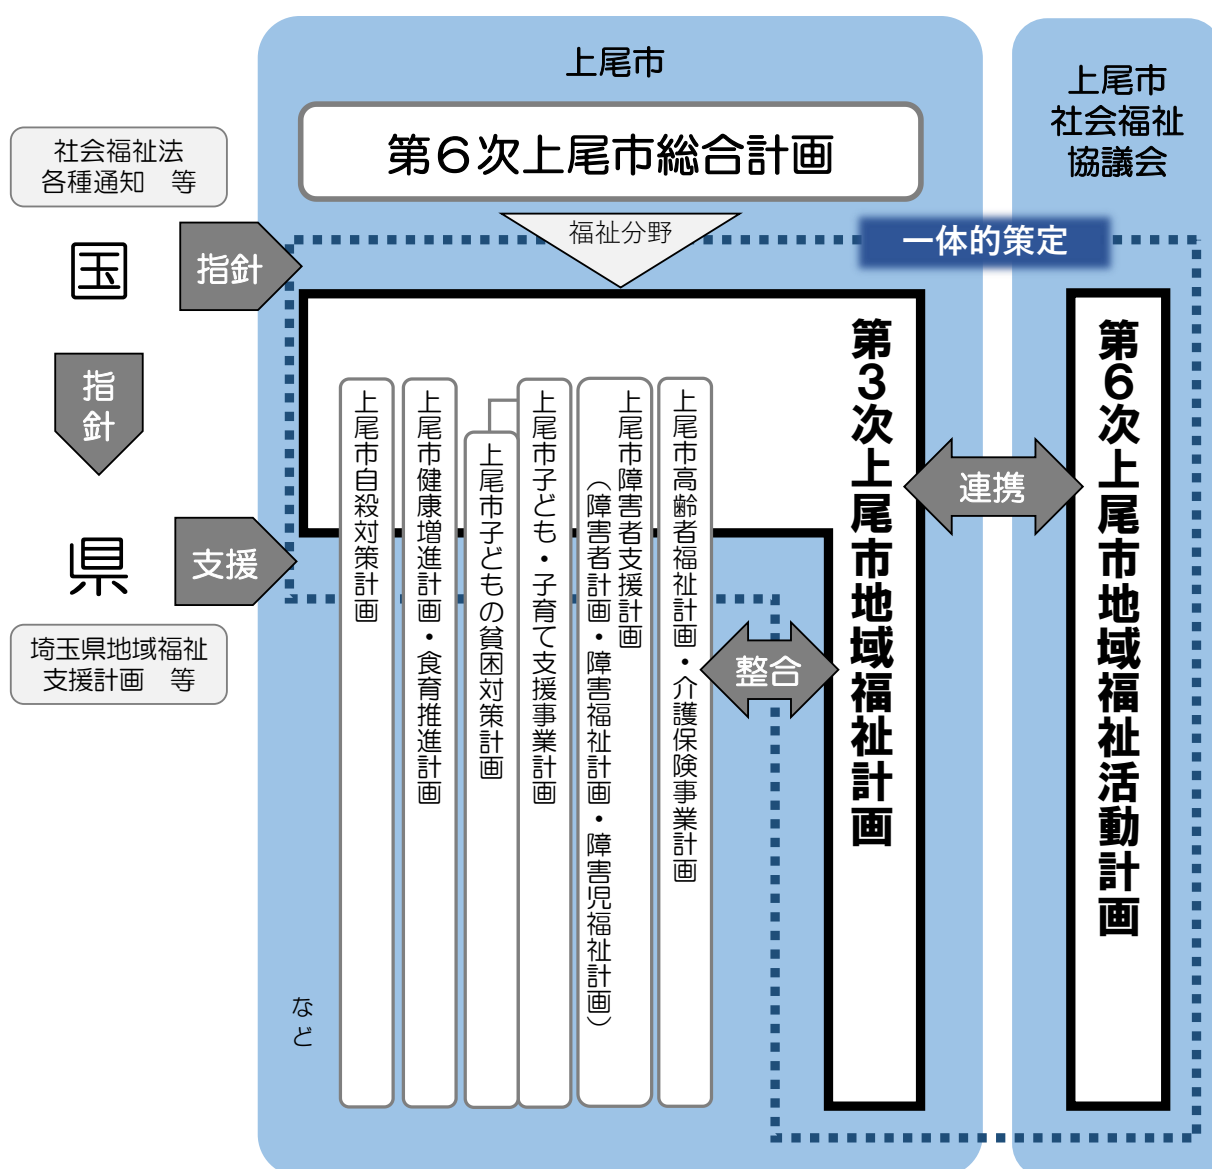 上尾市
第6次上尾市総合計画
福祉分野
上尾市
社会福祉
協議会
一体的策定
社会福祉法
各種通知　等
国
指針
指針
県
支援
埼玉県地域福祉
支援計画　等
第3次上尾市地域福祉計画
連携
第6次上尾市地域福祉活動計画
整合
上尾市高齢者福祉計画・介護保険事業計画
上尾市障害者支援計画
（障害者計画・障害福祉計画・障害児福祉計画）
上尾市子ども・子育て支援事業計画
上尾市子どもの貧困対策計画
上尾市健康増進計画・食育推進計画
上尾市自殺対策計画
など